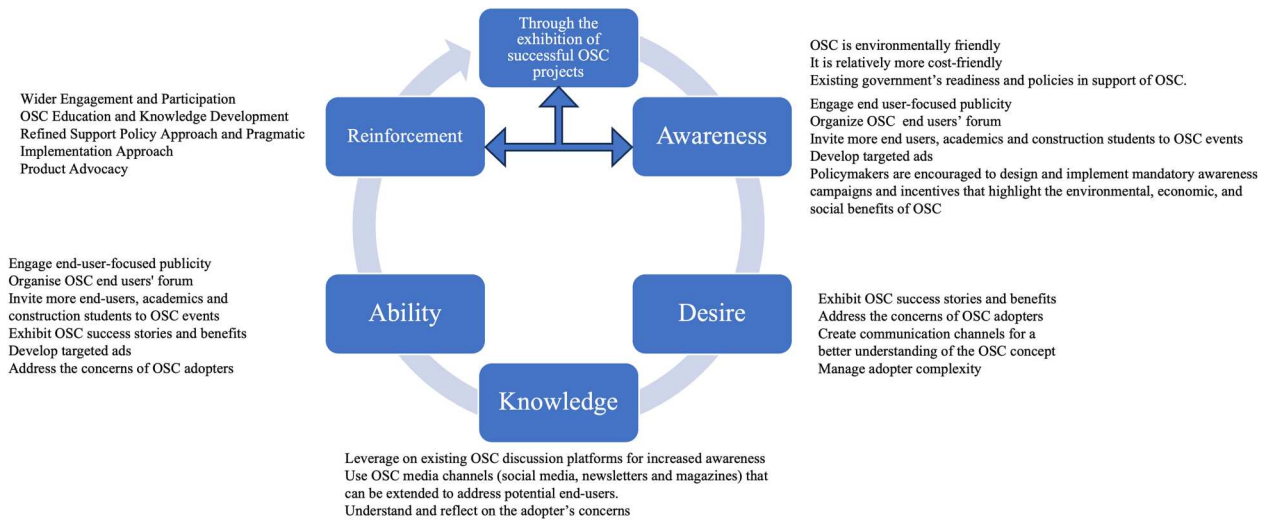 Through the
exhibition of
successful OSC
projects
OSC is environmentally friendly
It is relatively more cost-friendly
Existing government's readiness and policies in support of OSC.
Engage end user-focused publicity
Organize OSC end users' forum
Invite more end users, academics and construction students to OSC events
Develop targeted ads
Policymakers are encouraged to design and implement mandatory awareness
campaigns and incentives that highlight the environmental, economic, and
social benefits of OSC
Awareness
Desire
Exhibit OSC success stories and benefits
Address the concerns of OSC adopters
Create communication channels for a
better understanding of the OSC concept
Manage adopter complexity
Knowledge
Leverage on existing OSC discussion platforms for increased awareness
Use OSC media channels (social media, newsletters and magazines) that
can be extended to address potential end-users.
Understand and reflect on the adopter's concerns
Ability
Engage end-user-focused publicity
Organise OSC end users' forum
Invite more end-users, academics and
construction students to OSC events
Exhibit OSC success stories and benefits
Develop targeted ads
Address the concerns of OSC adopters
Reinforcement
Wider Engagement and Participation
OSC Education and Knowledge Development
Refined Support Policy Approach and Pragmatic
Implementation Approach
Product Advocacy